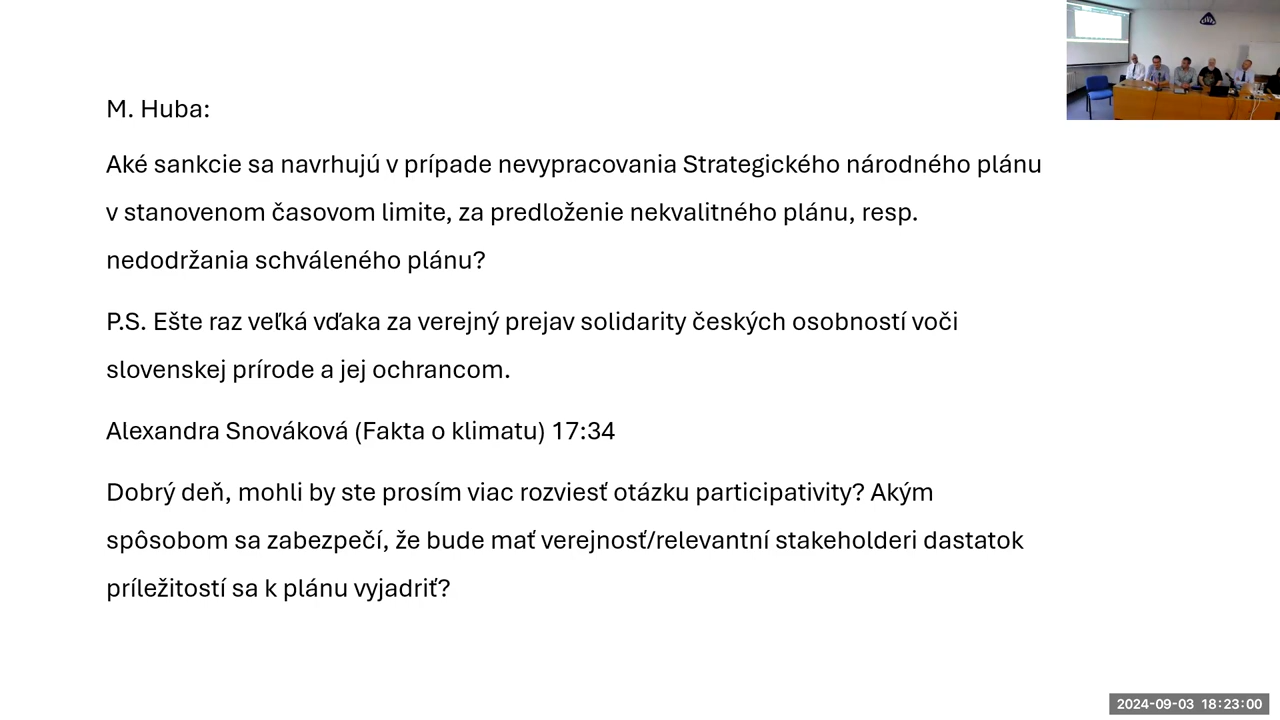 M. Huba:
Aké sankcie sa navrhujú v prípade nevypracovania Strategického národného plánu
v stanovenom časovom limite, za predloženie nekvalitného plánu, resp.
nedodržania schváleného plánu?
P.S. Ešte raz veľká vďaka za verejný prejav solidarity českých osobností voči
slovenskej prírode a jej ochrancom.
Alexandra Snováková (Fakta o klimatu) 17:34
Dobrý deň, mohli by ste prosím viac rozviesť otázku participativity? Akým
spôsobom sa zabezpečí, že bude mať verejnosť/relevantní stakeholderi dastatok
príležitostí sa k plánu vyjadriť?
2024-09-03 18:23:00